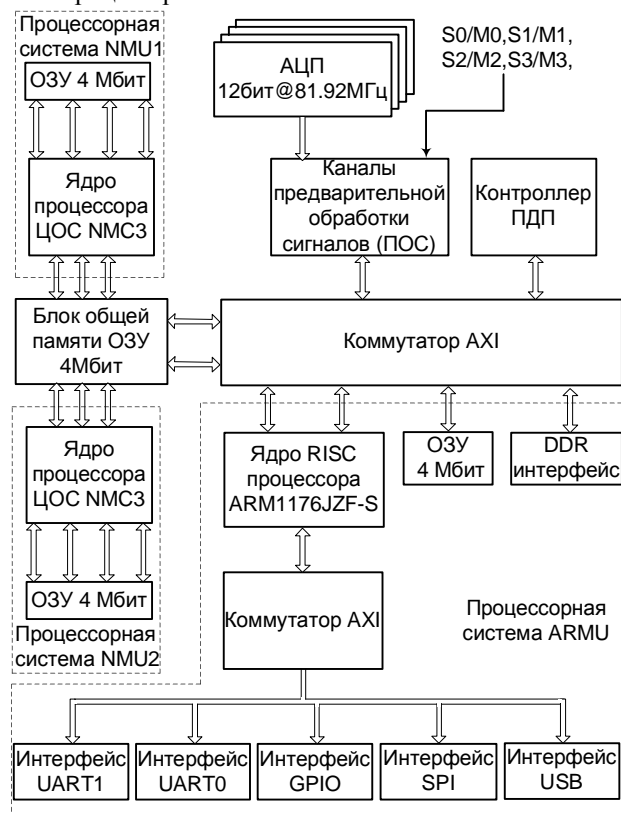 Процессорная
система NMU1
ОЗУ 4 Мбит
Ядро
процессора
ЦОС NMC3
АЦП
12бит@81.92МГц
S0/M0,S1/M1,
S2/M2,S3/M3,
Каналы
предварительной
обработки
сигналов (ПОС)
Контроллер
ПДП
Блок общей
памяти ОЗУ
4Мбит
Коммутатор AXI
Ядро
процессора
ЦОС NMC3
ОЗУ 4 Мбит
Процессорная
система NMU2
Ядро RISC
процессора
ARM1176JZF-S
ОЗУ
4 Мбит
DDR
интерфейс
Коммутатор AXI
Процессорная
система ARMU
Интерфейс
UART1
Интерфейс
UART0
Интерфейс
GPIO
Интерфейс
SPI
Интерфейс
USB